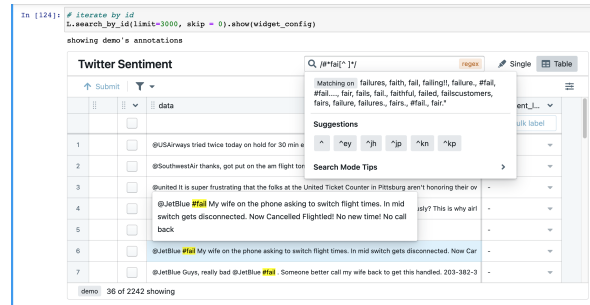 In [124]: # iterate by id
L.search_by_id(limit=3000, skip = 0).show(widget_config)
showing demo's annotations
Twitter Sentiment
/#*fai[^ ]*/ regex
Single Table
Submit
Matching on failures, faith, fail, failing!!, failure., #fail,
#fail...., fair, fails, fail., faithful, failed, failscustomers,
fairs, failure, failures., fairs., #fail., fair."
Suggestions
^ ^ey ^jh ^jp ^kn ^kp
Search Mode Tips
data
ent_l...
ulk label
1 @USAirways tried twice today on hold for 30 min e
2 @SouthwestAir thanks, got put on the am flight ton
3 @united It is super frustrating that the folks at the United Ticket Counter in Pittsburg aren't honoring their ov -
4 usly? This is why airl -
@JetBlue #fail My wife on the phone asking to switch flight times. In mid
switch gets disconnected. Now Cancelled Flightled! No new time! No call
back
5 -
6 @JetBlue #fail My wife on the phone asking to switch flight times. In mid switch gets disconnected. Now Car -
7 @JetBlue Guys, really bad @JetBlue #fail . Someone better call my wife back to get this handled. 203-382-3 -
demo 36 of 2242 showing